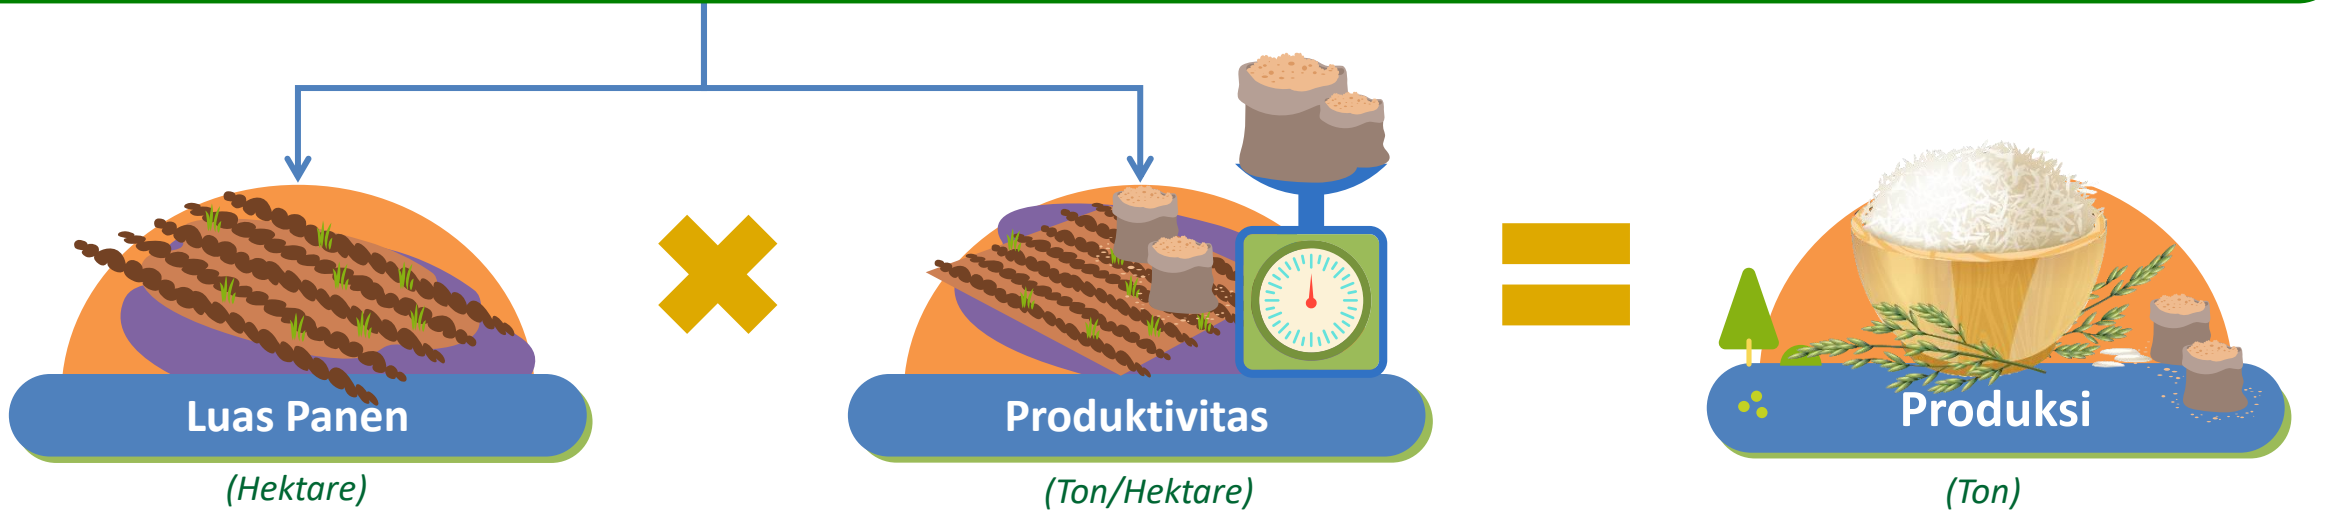 Luas Panen
(Hektare)
Produktivitas
(Ton/Hektare)
Produksi
(Ton)